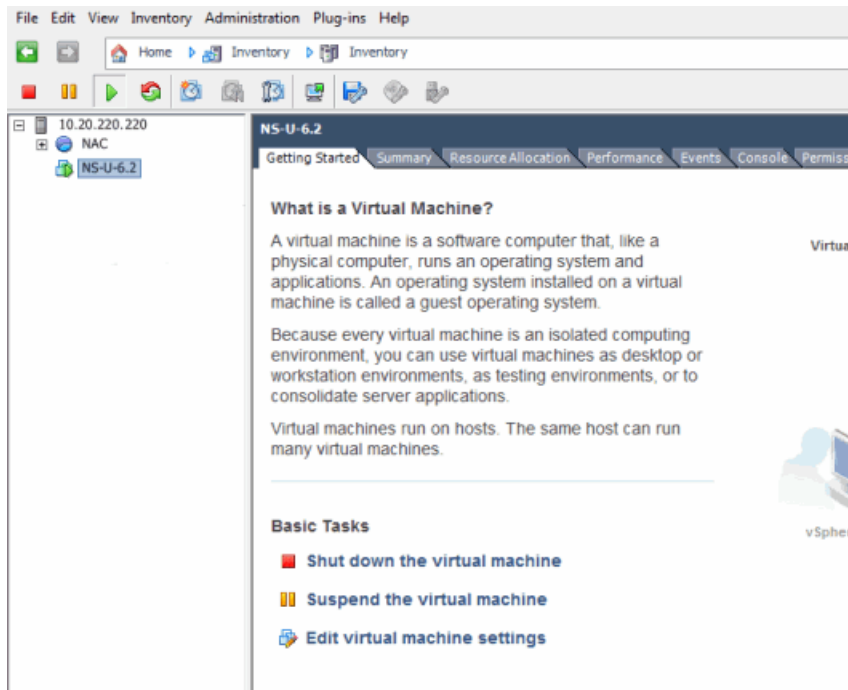 File Edit View Inventory Administration Plug-ins Help
Home Inventory Inventory
10.20.220.220
NAC
NS-U-6.2
NS-U-6.2
Getting Started Summary Resource Allocation Performance Events Console Permiss
What is a Virtual Machine?
A virtual machine is a software computer that, like a
physical computer, runs an operating system and
applications. An operating system installed on a virtual
machine is called a guest operating system.
Because every virtual machine is an isolated computing
environment, you can use virtual machines as desktop or
workstation environments, as testing environments, or to
consolidate server applications.
Virtual machines run on hosts. The same host can run
many virtual machines.
Virtua
vSpher
Basic Tasks
Shut down the virtual machine
Suspend the virtual machine
Edit virtual machine settings